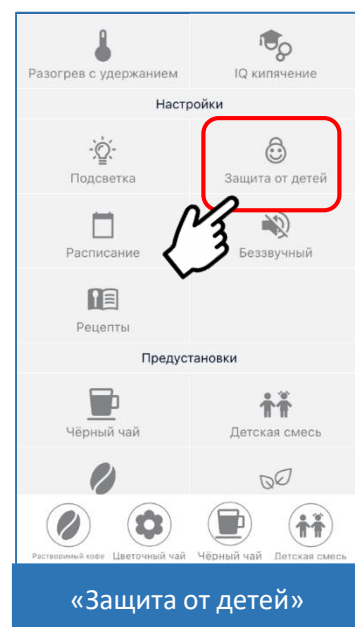 Разогрев с удержанием IQ кипячение
Настройки
Подсветка Защита от детей
Расписание Беззвучный
Рецепты
Предустановки
Чёрный чай Детская смесь
Растворимый кофе Цветочный чай Чёрный чай Детская смесь
«Защита от детей»